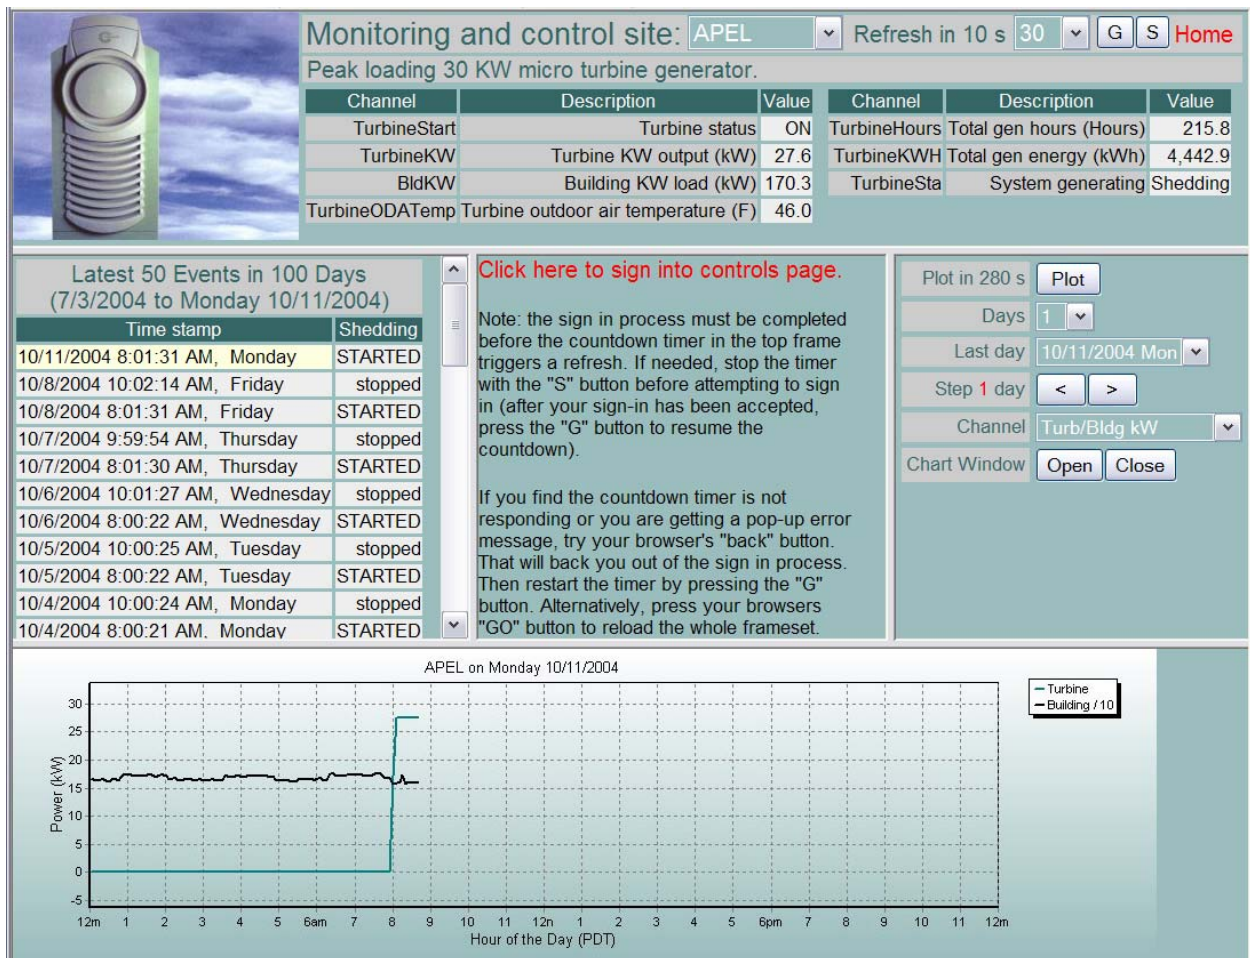 Monitoring and control site: APEL Refresh in 10 s 30 G S Home
Peak loading 30 KW micro turbine generator.
Channel Description Value Channel Description Value
TurbineStart Turbine status ON TurbineHours Total gen hours (Hours) 215.8
TurbineKW Turbine KW output (kW) 27.6 TurbineKWH Total gen energy (kWh) 4,442.9
BldKW Building KW load (kW) 170.3 TurbineSta System generating Shedding
TurbineODATemp Turbine outdoor air temperature (F) 46.0
Latest 50 Events in 100 Days
(7/3/2004 to Monday 10/11/2004)
Time stamp Shedding
10/11/2004 8:01:31 AM, Monday STARTED
10/8/2004 10:02:14 AM, Friday stopped
10/8/2004 8:01:31 AM, Friday STARTED
10/7/2004 9:59:54 AM, Thursday stopped
10/7/2004 8:01:30 AM, Thursday STARTED
10/6/2004 10:01:27 AM, Wednesday stopped
10/6/2004 8:00:22 AM, Wednesday STARTED
10/5/2004 10:00:25 AM, Tuesday stopped
10/5/2004 8:00:22 AM, Tuesday STARTED
10/4/2004 10:00:24 AM, Monday stopped
10/4/2004 8:00:21 AM, Monday STARTED
Click here to sign into controls page.
Note: the sign in process must be completed
before the countdown timer in the top frame
triggers a refresh. If needed, stop the timer
with the "S" button before attempting to sign
in (after your sign-in has been accepted,
press the "G" button to resume the
countdown).
If you find the countdown timer is not
responding or you are getting a pop-up error
message, try your browser's "back" button.
That will back you out of the sign in process.
Then restart the timer by pressing the "G"
button. Alternatively, press your browsers
"GO" button to reload the whole frameset.
Plot in 280 s Plot
Days 1
Last day 10/11/2004 Mon
Step 1 day < >
Channel Turb/Bldg kW
Chart Window Open Close
APEL on Monday 10/11/2004
Turbine
Building / 10
Power (kW)
30
25
20
15
10
5
0
-5
12m 1 2 3 4 5 6am 7 8 9 10 11 12n 1 2 3 4 5 6pm 7 8 9 10 11 12m
Hour of the Day (PDT)